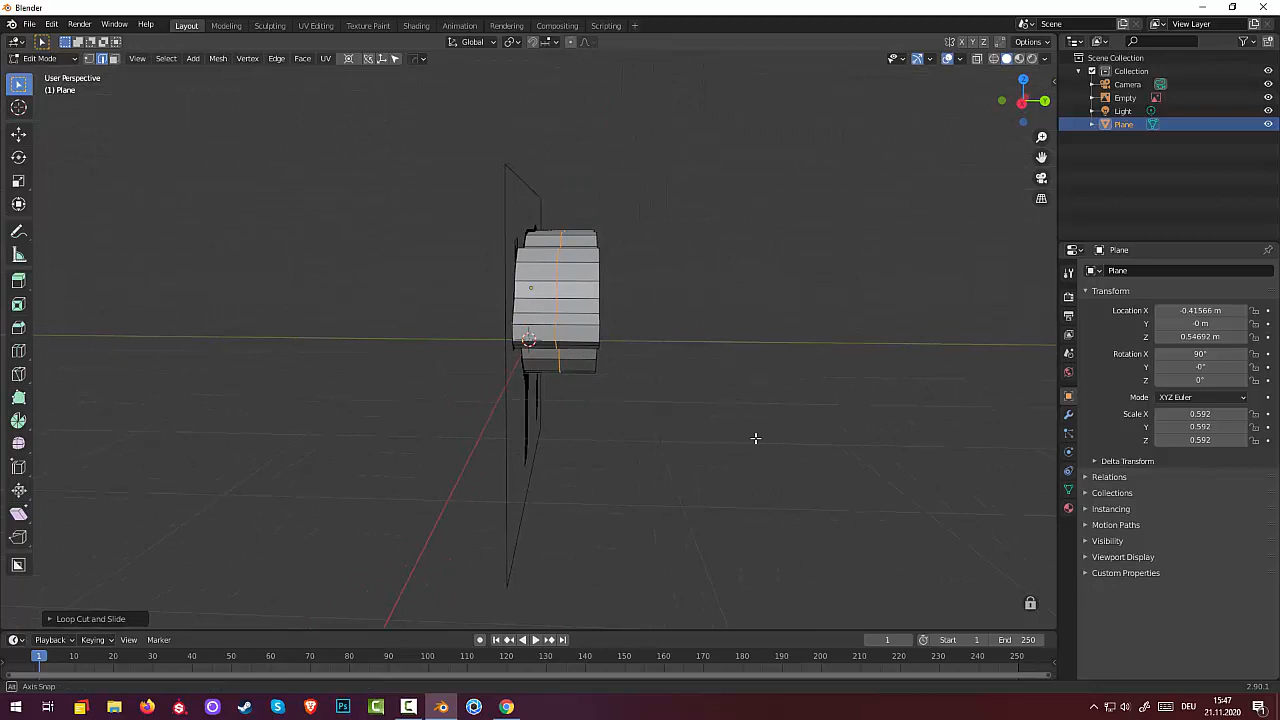 Blender
File Edit Render Window Help Layout Modeling Sculpting UV Editing Texture Paint Shading Animation Rendering Compositing Scripting + Scene View Layer
Global Options
Edit Mode View Select Add Mesh Vertex Edge Face UV X Y Z
User Perspective
(1) Plane
Scene Collection
Collection
Camera
Empty
Light
Plane
Z
Y
X
Plane
Plane
Transform
Location X -0.41566 m
Y -0 m
Z 0.54692 m
Rotation X 90°
Y -0°
Z 0°
Mode XYZ Euler
Scale X 0.592
Y 0.592
Z 0.592
Delta Transform
Relations
Collections
Instancing
Motion Paths
Visibility
Viewport Display
Custom Properties
Loop Cut and Slide
Playback Keying View Marker 1 Start 1 End 250
1 10 20 30 40 50 60 70 80 90 100 110 120 130 140 150 160 170 180 190 200 210 220 230 240 250
Alt Axis Snap 2.90.1
Ps DEU 15:47
21.11.2020